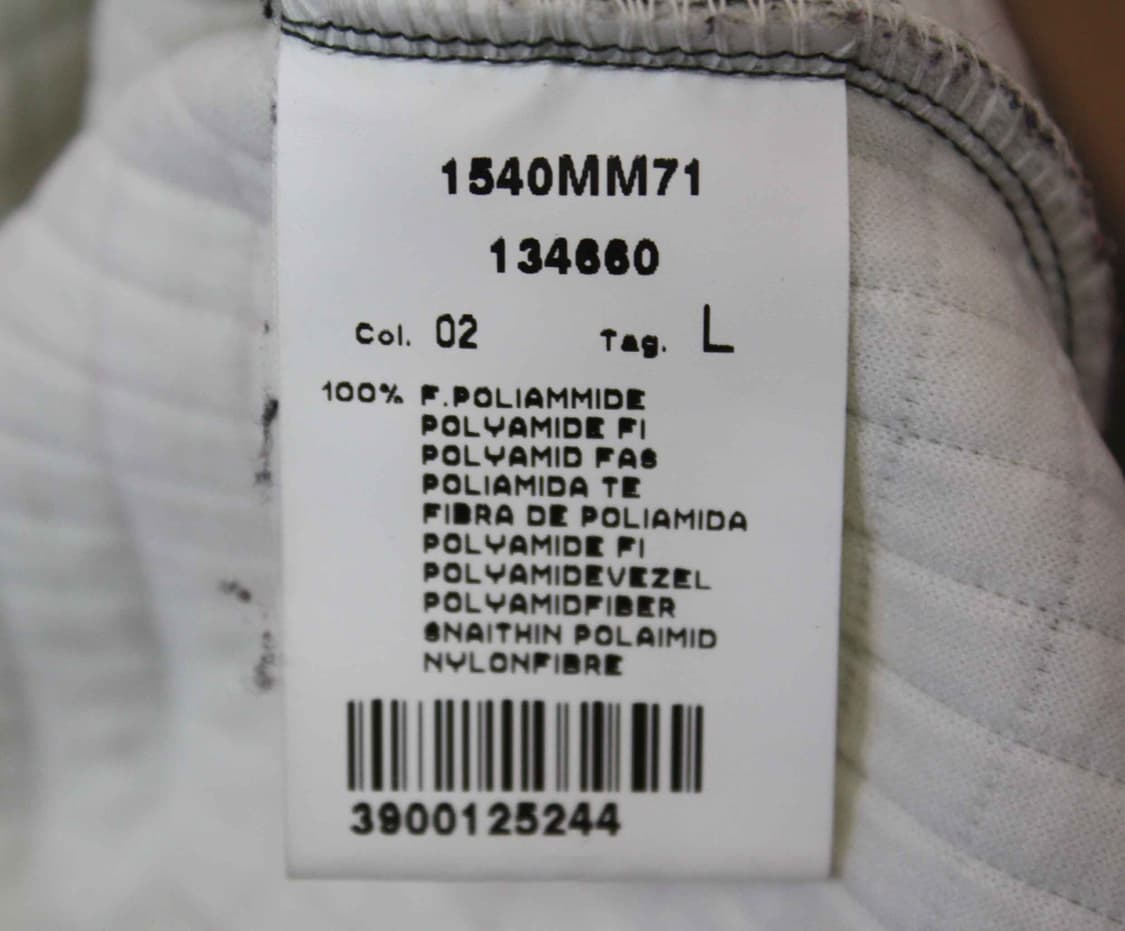 1540MM71
134660
Col. 02 Tag. L
100% F.POLIAMMIDE
POLYAMIDE FI
POLYAMID FAS
POLIAMIDA TE
FIBRA DE POLIAMIDA
POLYAMIDE FI
POLYAMIDEVEZEL
POLYAMIDFIBER
SNAITHIN POLAIMID
NYLONFIBRE
3900125244